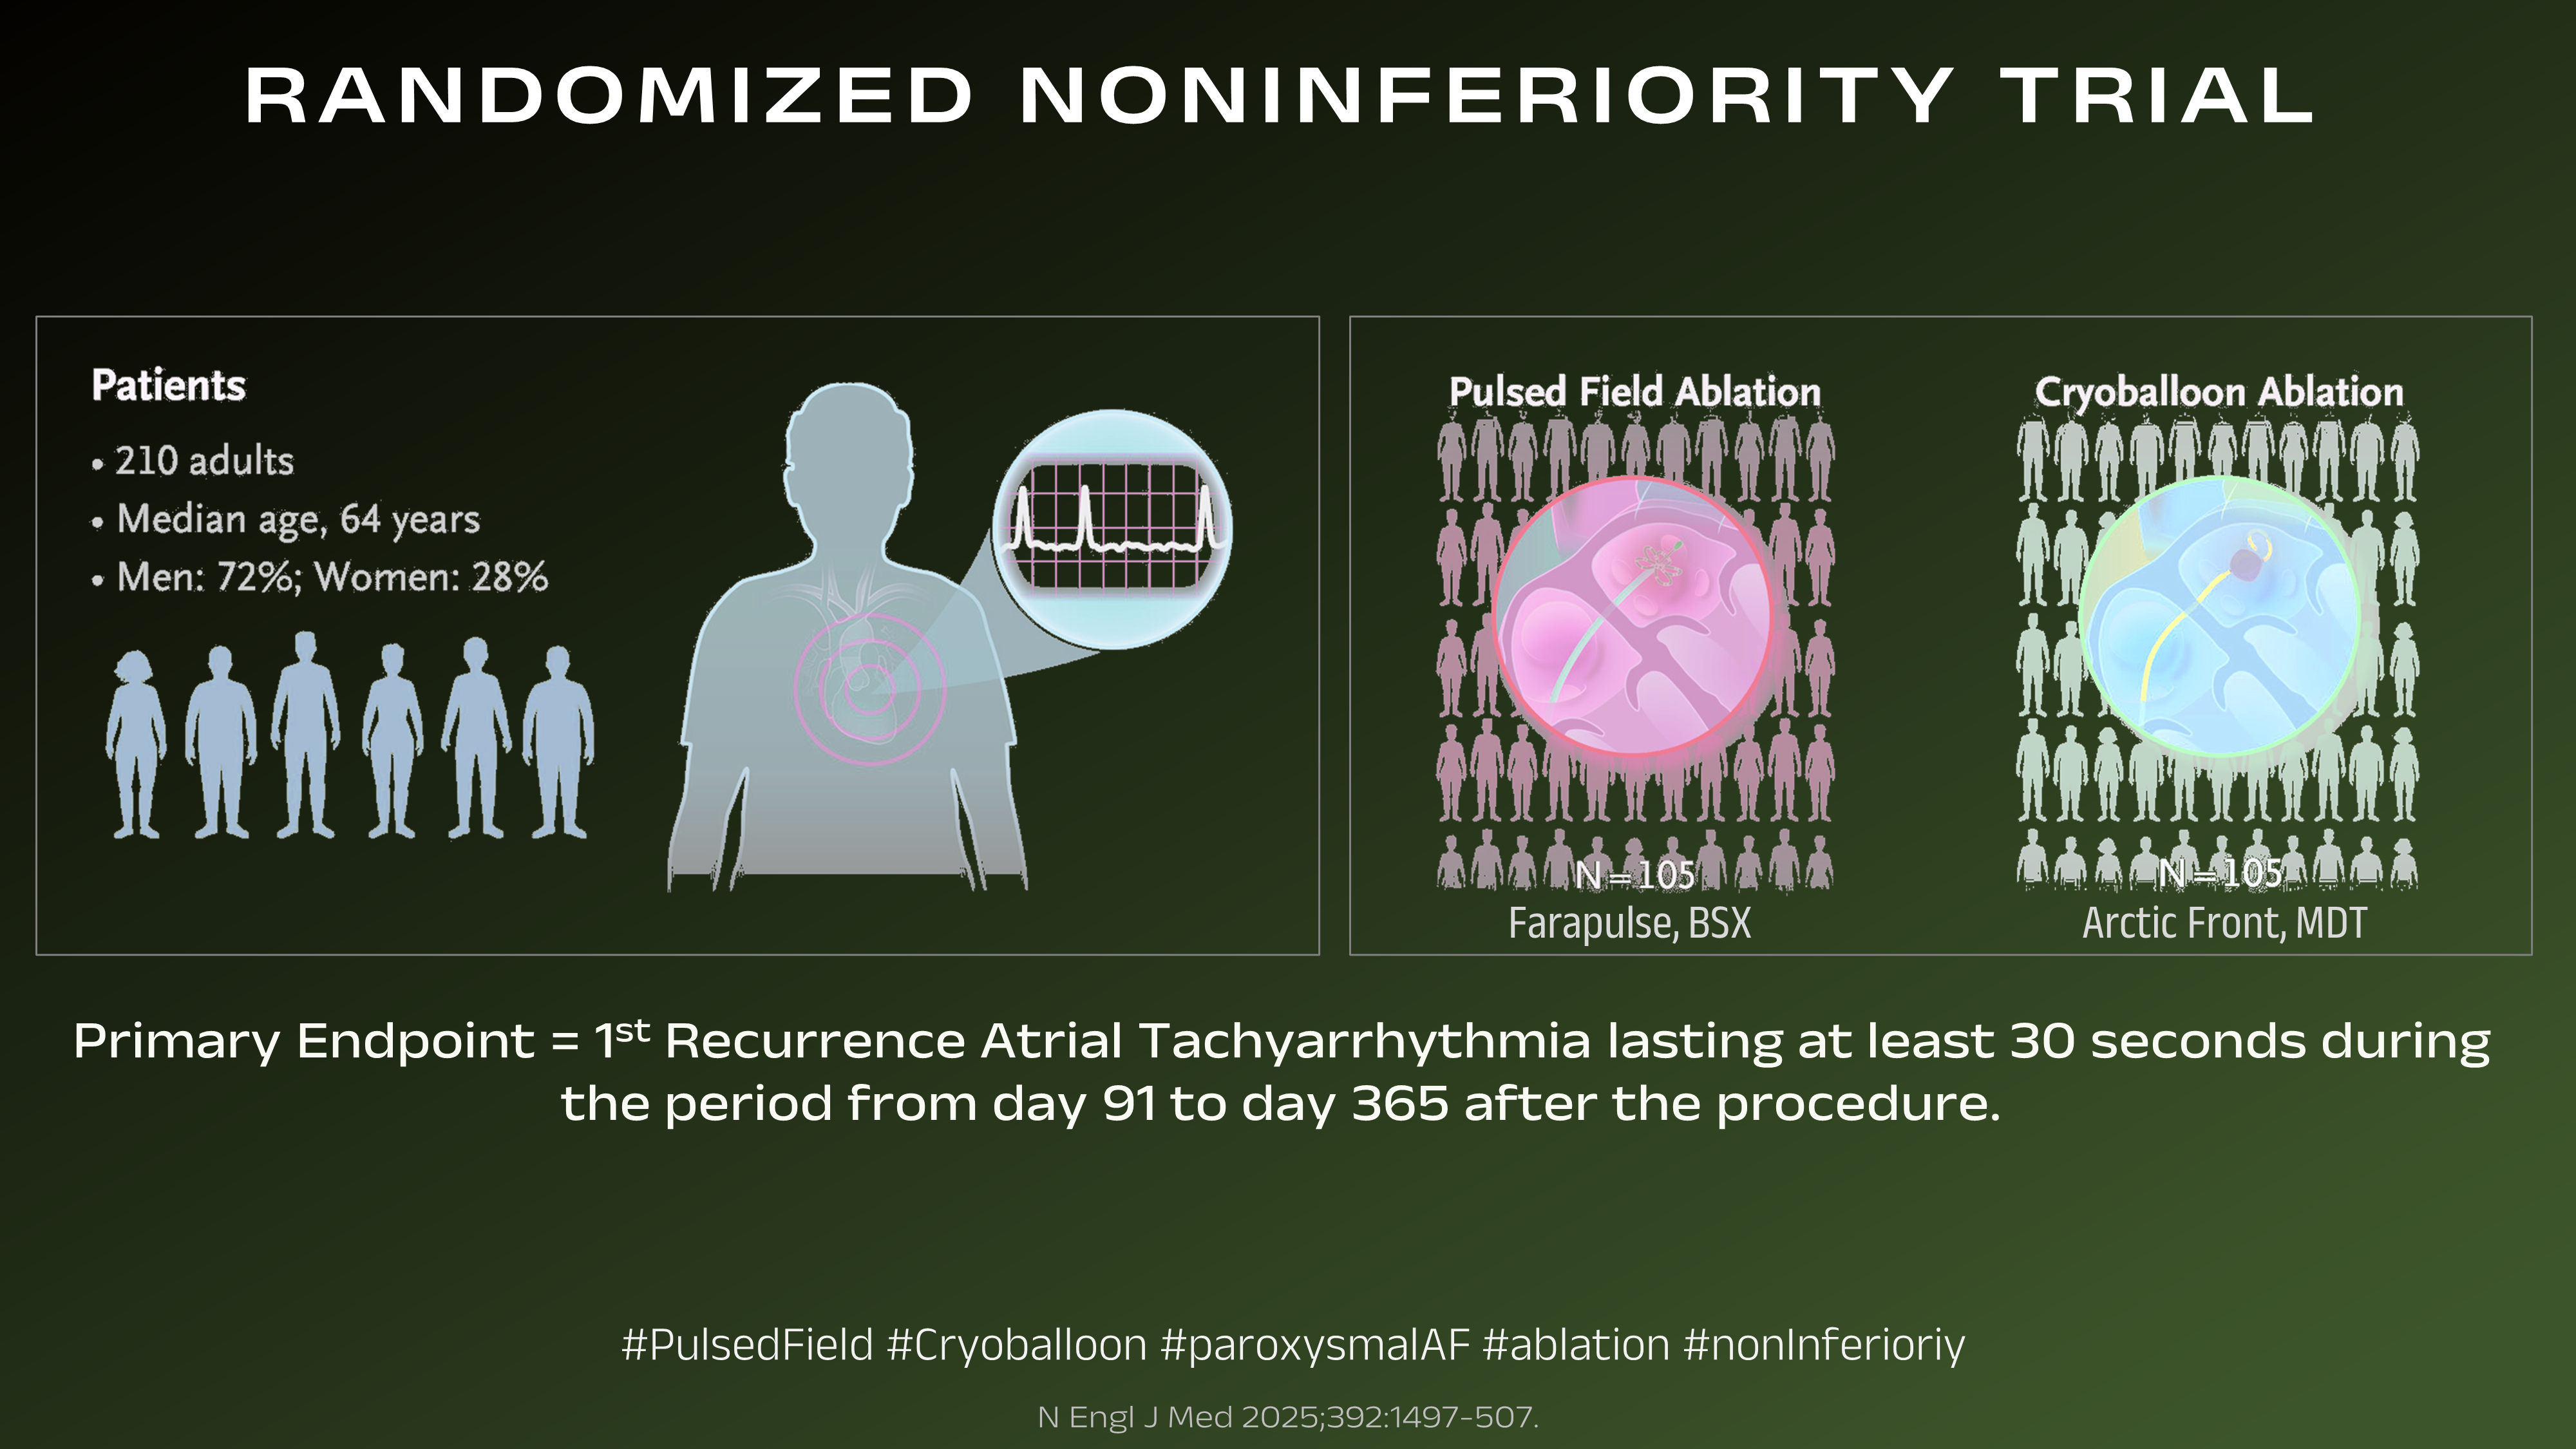 RANDOMIZED NONINFERIORITY TRIAL
Patients
• 210 adults
• Median age, 64 years
• Men: 72%; Women: 28%
Pulsed Field Ablation
N=105
Farapulse, BSX
Cryoballoon Ablation
N=105
Arctic Front, MDT
Primary Endpoint = 1st Recurrence Atrial Tachyarrhythmia lasting at least 30 seconds during
the period from day 91 to day 365 after the procedure.
#PulsedField #Cryoballoon #paroxysmalAF #ablation #nonInferioriy
N Engl J Med 2025;392:1497-507.